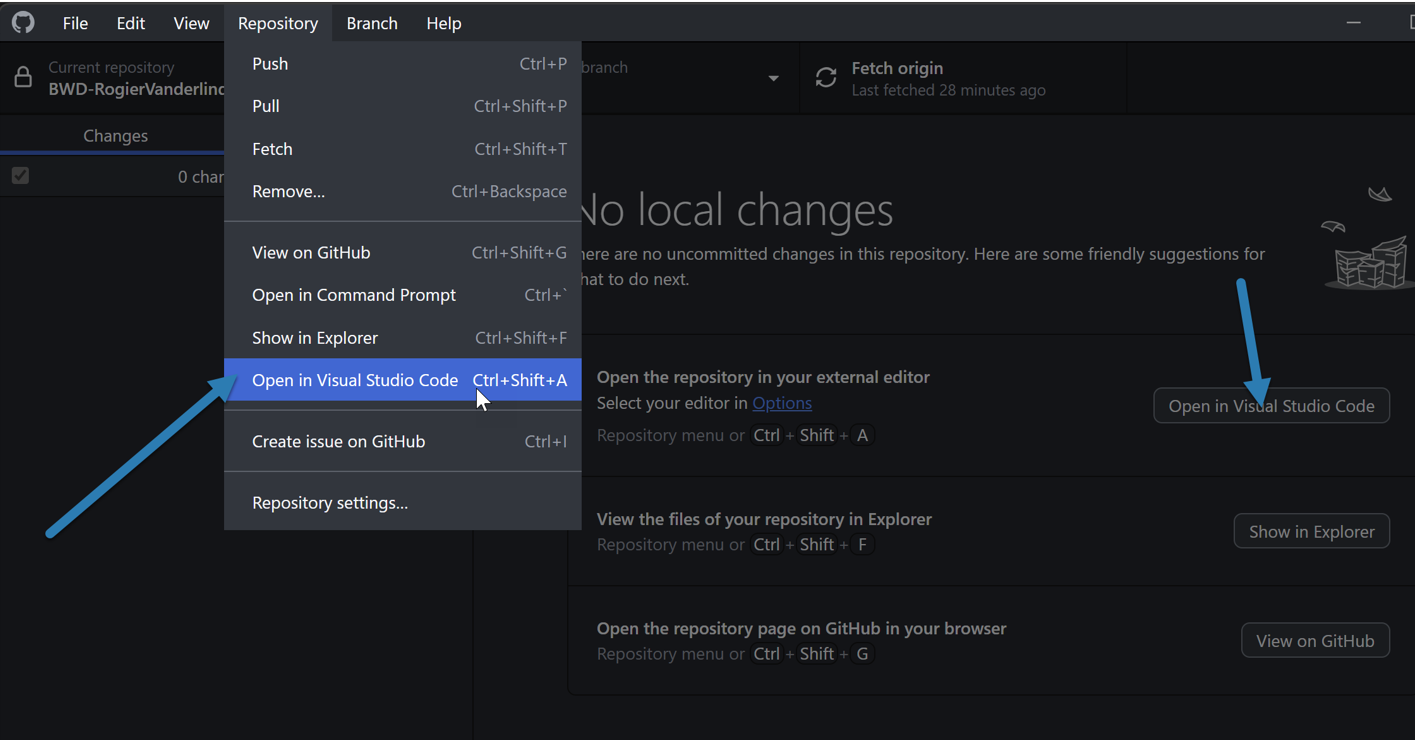 File Edit View Repository Branch Help
Current repository
BWD-RogierVanderlind
branch
Fetch origin
Last fetched 28 minutes ago
Changes
0
Push Ctrl+P
Pull Ctrl+Shift+P
Fetch Ctrl+Shift+T
Remove... Ctrl+Backspace
View on GitHub Ctrl+Shift+G
Open in Command Prompt Ctrl+`
Show in Explorer Ctrl+Shift+F
Open in Visual Studio Code Ctrl+Shift+A
Create issue on GitHub Ctrl+I
Repository settings...
No local changes
here are no uncommitted changes in this repository. Here are some friendly suggestions for
hat to do next.
Open the repository in your external editor
Select your editor in Options
Repository menu or Ctrl + Shift + A
Open in Visual Studio Code
View the files of your repository in Explorer
Repository menu or Ctrl + Shift + F
Show in Explorer
Open the repository page on GitHub in your browser
Repository menu or Ctrl + Shift + G
View on GitHub